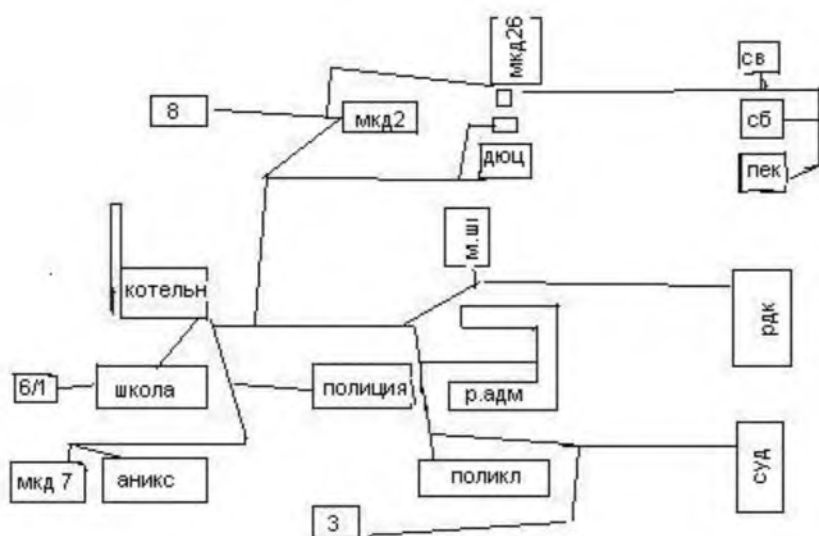 мкд26
св
8
мкд2
сб
дюц
пек
м.ш
котельн
рдк
6/1
школа
полиция
р.адм
мкд 7
аникс
поликл
суд
3